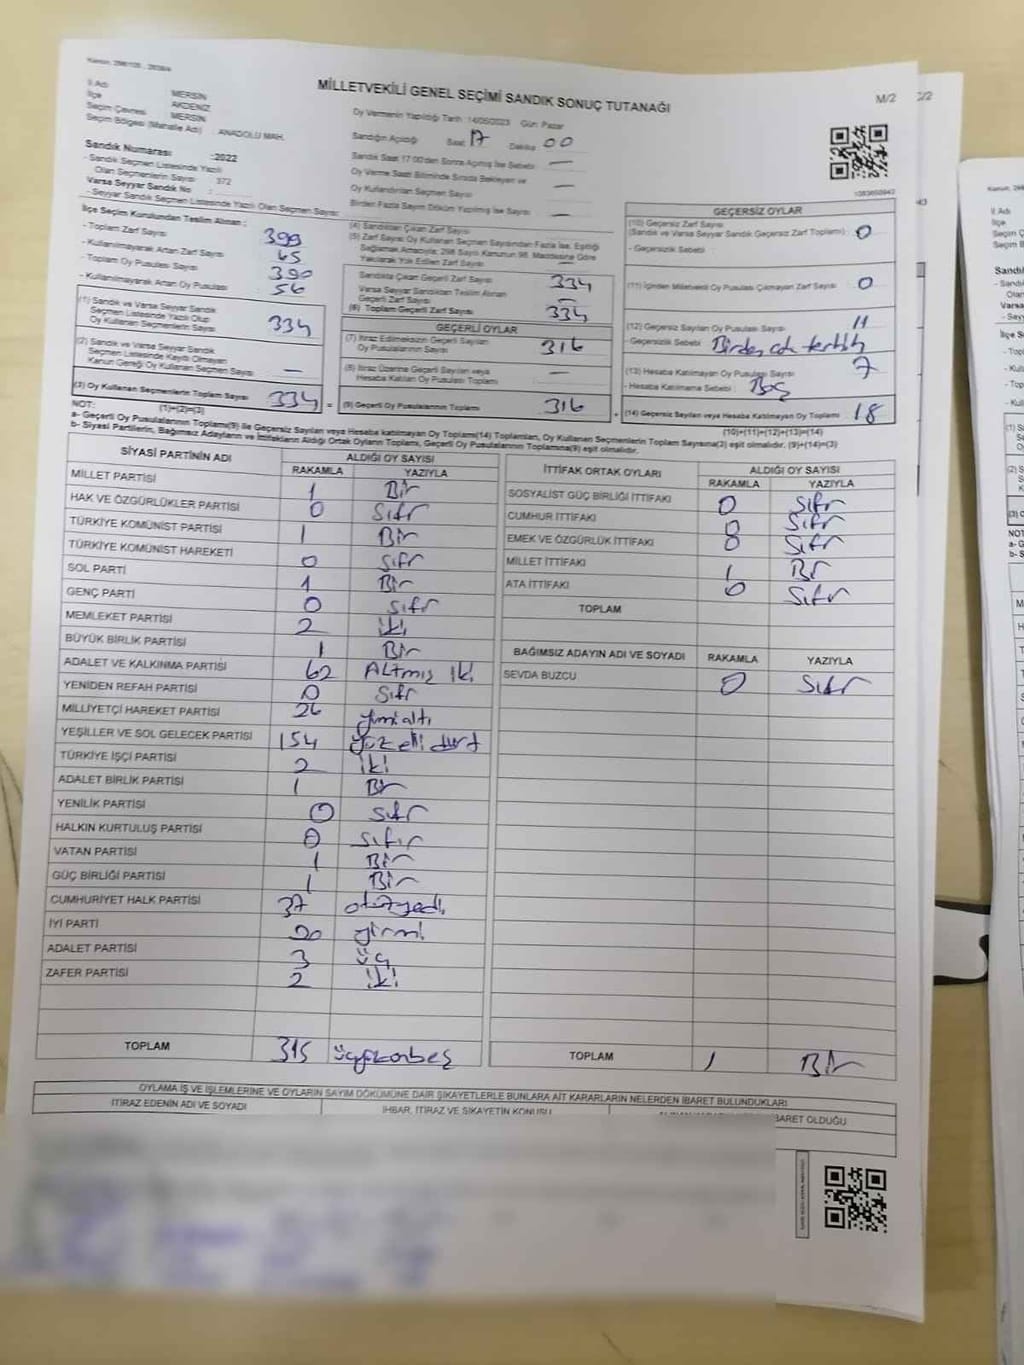 Kanun, 298/105 , 2839/a
MİLLETVEKİLİ GENEL SEÇİMİ SANDIK SONUÇ TUTANAĞI
M/2
İl Adı MERSİN
İlçe AKDENİZ
Seçim Çevresi MERSİN
Seçim Bölgesi (Mahalle Adı) : ANADOLU MAH.
Sandık Numarası :2022
- Sandık Seçmen Listesinde Yazılı
Olan Seçmenlerin Sayısı : 372
Varsa Seyyar Sandık No :
- Seyyar Sandık Seçmen Listesinde Yazılı Olan Seçmen Sayısı:
Oy Vermenin Yapıldığı Tarih : 14/05/2023 Gün: Pazar
Sandığın Açıldığı Saat 17 Dakika 00
Sandık Saat 17:00'den Sonra Açılmış İse Sebebi —
Oy Verme Saati Bitiminde Sırada Bekleyen ve
Oy Kullandırılan Seçmen Sayısı —
Birden Fazla Sayım Döküm Yapılmış İse Sayısı —
İlçe Seçim Kurulundan Teslim Alınan :
- Toplam Zarf Sayısı 399
- Kullanılmayarak Artan Zarf Sayısı 65
- Toplam Oy Pusulası Sayısı 390
- Kullanılmayarak Artan Oy Pusulası 56
(1) Sandık ve Varsa Seyyar Sandık
Seçmen Listesinde Yazılı Olup
Oy Kullanan Seçmenlerin Sayısı 334
(2) Sandık ve Varsa Seyyar Sandık
Seçmen Listesinde Kayıtlı Olmayan
Kanun Gereği Oy Kullanan Seçmen Sayısı —
(3) Oy Kullanan Seçmenlerin Toplam Sayısı 334
(1)+(2)=(3)
(4) Sandıktan Çıkan Zarf Sayısı
(5) Zarf Sayısı Oy Kullanan Seçmen Sayısından Fazla İse, Eşitliği
Sağlamak Amacıyla; 298 Sayılı Kanunun 98. Maddesine Göre
Yakılarak Yok Edilen Zarf Sayısı —
Sandıkta Çıkan Geçerli Zarf Sayısı 334
Varsa Seyyar Sandıktan Teslim Alınan
Geçerli Zarf Sayısı —
(6) Toplam Geçerli Zarf Sayısı 334
GEÇERLİ OYLAR
(7) İtiraz Edilmeksizin Geçerli Sayılan
Oy Pusulalarının Sayısı 316
(8) İtiraz Üzerine Geçerli Sayılan veya
Hesaba Katılan Oy Pusulaları Toplamı —
(9) Geçerli Oy Pusulalarının Toplamı 316
1083650943
GEÇERSİZ OYLAR
(10) Geçersiz Zarf Sayısı
(Sandık ve Varsa Seyyar Sandık Geçersiz Zarf Toplamı) : 0
- Geçersizlik Sebebi :
(11) İçinden Milletvekili Oy Pusulası Çıkmayan Zarf Sayısı 0
(12) Geçersiz Sayılan Oy Pusulası Sayısı 11
- Geçersizlik Sebebi Birden çok tercih
(13) Hesaba Katılmayan Oy Pusulası Sayısı 7
- Hesaba Katılmama Sebebi : Boş
(14) Geçersiz Sayılan veya Hesaba Katılmayan Oy Toplamı 18
(10)+(11)+(12)+(13)=(14)
NOT:
a- Geçerli Oy Pusulaları Toplamı(9) ile Geçersiz Sayılan veya Hesaba Katılmayan Oy Toplamı(14) Toplamları, Oy Kullanan Seçmenlerin Toplam Sayısına(3) eşit olmalıdır. (9)+(14)=(3)
b- Siyasi Partilerin, Bağımsız Adayların ve İttifakların Aldığı Ortak Oyların Toplamı, Geçerli Oy Pusulalarının Toplamına(9) eşit olmalıdır.
SİYASİ PARTİNİN ADI ALDIĞI OY SAYISI
RAKAMLA YAZIYLA
MİLLET PARTİSİ 1 Bir
HAK VE ÖZGÜRLÜKLER PARTİSİ 0 Sıfır
TÜRKİYE KOMÜNİST PARTİSİ 1 Bir
TÜRKİYE KOMÜNİST HAREKETİ 0 Sıfır
SOL PARTİ 1 Bir
GENÇ PARTİ 0 Sıfır
MEMLEKET PARTİSİ 2 iki
BÜYÜK BİRLİK PARTİSİ 1 Bir
ADALET VE KALKINMA PARTİSİ 62 Altmış iki
YENİDEN REFAH PARTİSİ 0 Sıfır
MİLLİYETÇİ HAREKET PARTİSİ 26 yirmialtı
YEŞİLLER VE SOL GELECEK PARTİSİ 154 yüzelli dört
TÜRKİYE İŞÇİ PARTİSİ 2 iki
ADALET BİRLİK PARTİSİ 1 Bir
YENİLİK PARTİSİ 0 Sıfır
HALKIN KURTULUŞ PARTİSİ 0 Sıfır
VATAN PARTİSİ 1 Bir
GÜÇ BİRLİĞİ PARTİSİ 1 Bir
CUMHURİYET HALK PARTİSİ 37 otuzyedi
İYİ PARTİ 20 yirmi
ADALET PARTİSİ 3 üç
ZAFER PARTİSİ 2 iki
TOPLAM 315 üçyüzonbeş
İTTİFAK ORTAK OYLARI ALDIĞI OY SAYISI
RAKAMLA YAZIYLA
SOSYALİST GÜÇ BİRLİĞİ İTTİFAKI 0 Sıfır
CUMHUR İTTİFAKI 0 Sıfır
EMEK VE ÖZGÜRLÜK İTTİFAKI 0 Sıfır
MİLLET İTTİFAKI 1 Bir
ATA İTTİFAKI 0 Sıfır
TOPLAM
BAĞIMSIZ ADAYIN ADI VE SOYADI RAKAMLA YAZIYLA
SEVDA BUZCU 0 Sıfır
TOPLAM 1 Bir
OYLAMA İŞ VE İŞLEMLERİNE VE OYLARIN SAYIM DÖKÜMÜNE DAİR ŞİKAYETLERLE BUNLARA AİT KARARLARIN NELERDEN İBARET BULUNDUKLARI
İTİRAZ EDENİN ADI VE SOYADI İHBAR, İTİRAZ VE ŞİKAYETİN KONUSU İBARET OLDUĞU